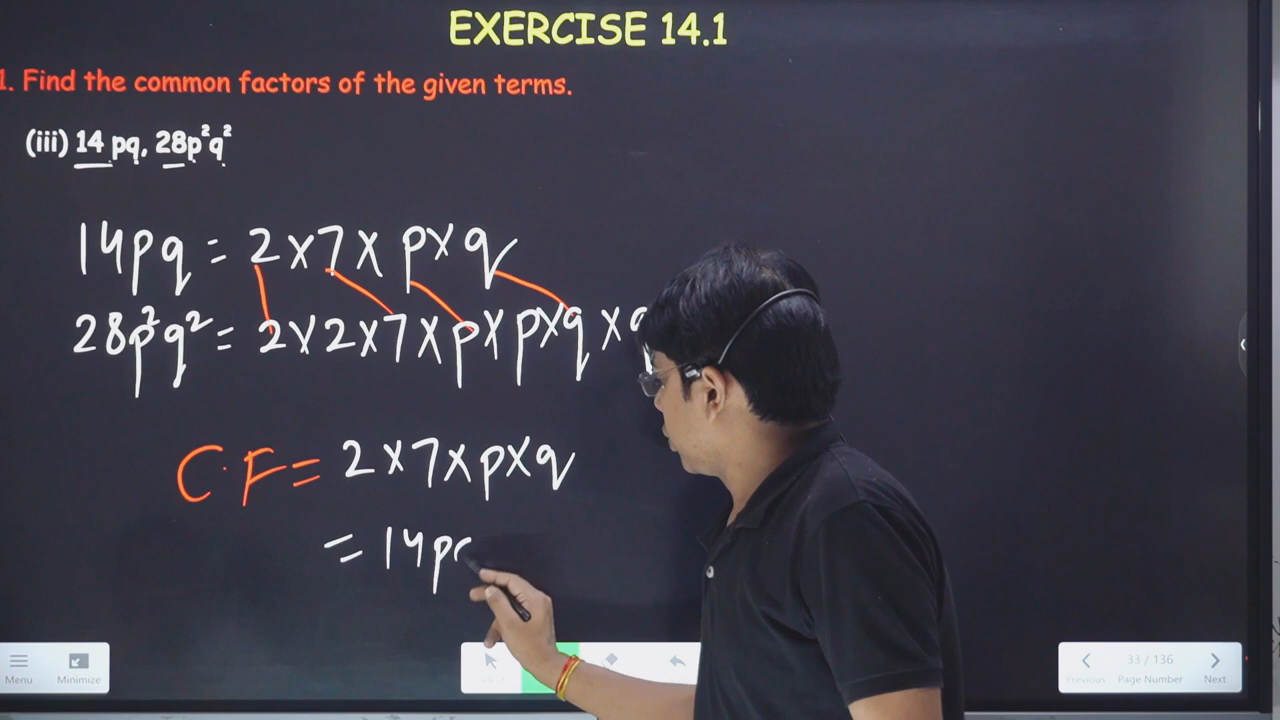 EXERCISE 14.1
1. Find the common factors of the given terms.
(iii) 14 pq, 28p²q²
14pq = 2×7×p×q
28p²q² = 2×2×7×p×p×q×q
C.F = 2×7×p×q
= 14pq
Menu
Minimize
Previous
33 / 136
Page Number
Next